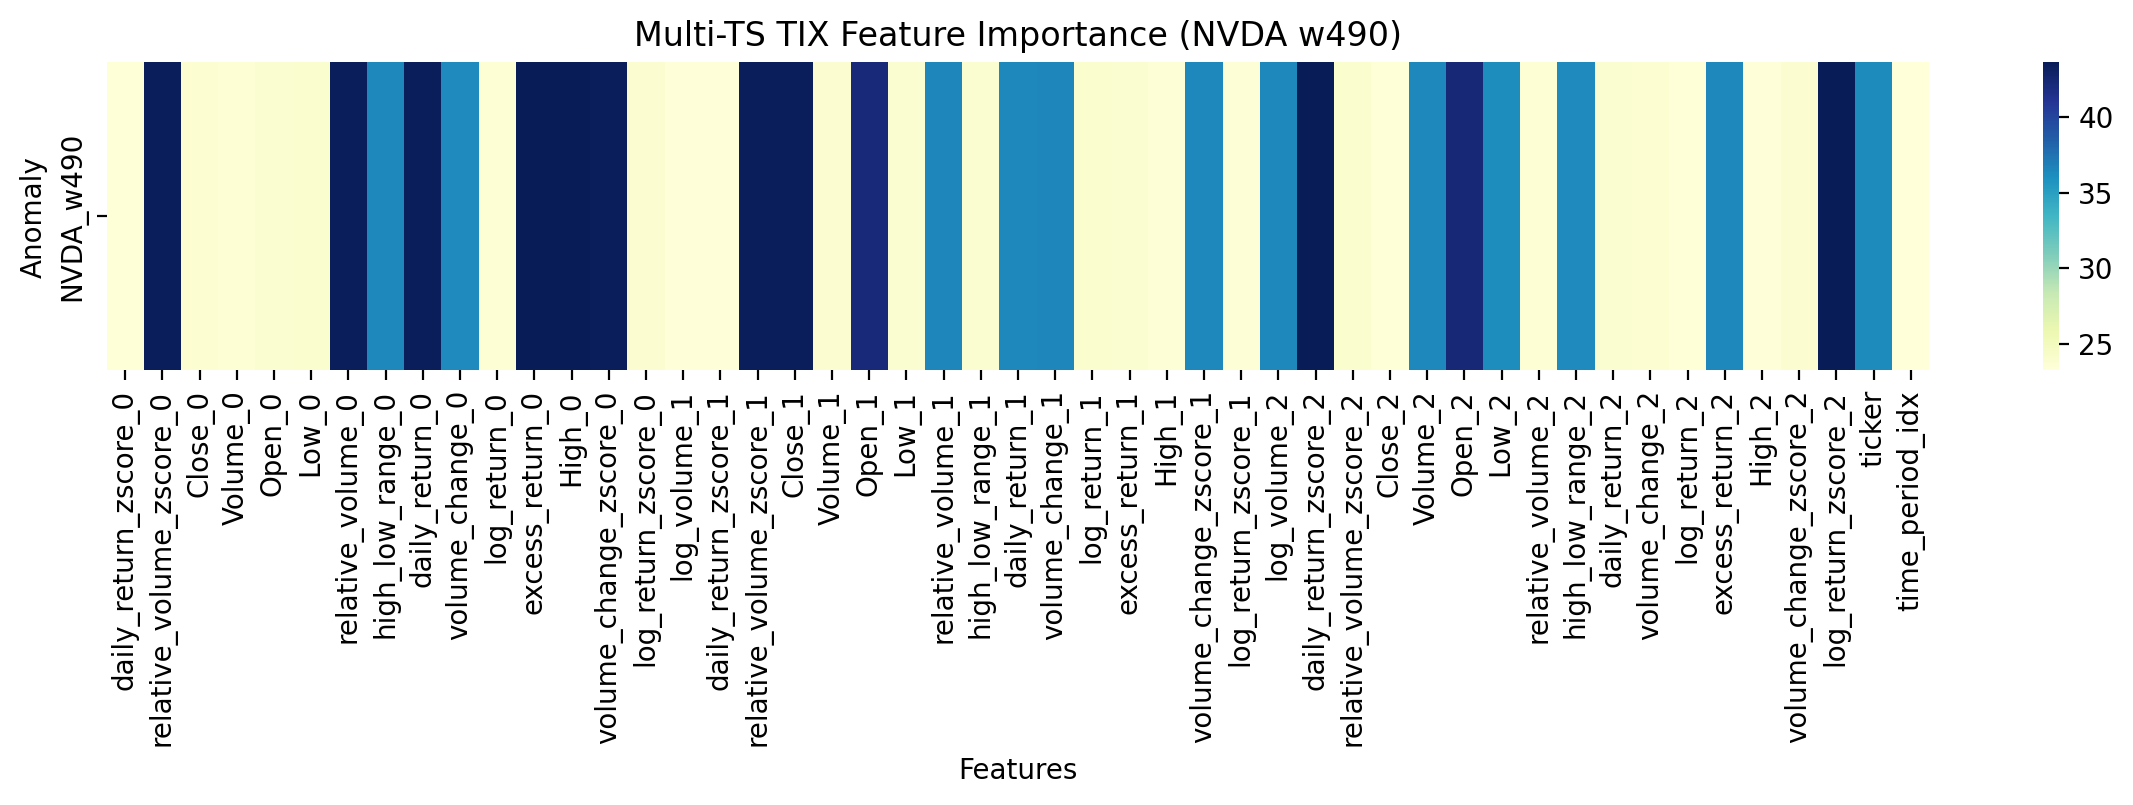 Multi-TS TIX Feature Importance (NVDA w490)
Anomaly
NVDA_w490
40
35
30
25
daily_return_zscore_0
relative_volume_zscore_0
Close_0
Volume_0
Open_0
Low_0
relative_volume_0
high_low_range_0
daily_return_0
volume_change_0
log_return_0
excess_return_0
High_0
volume_change_zscore_0
log_return_zscore_0
log_volume_1
daily_return_zscore_1
relative_volume_zscore_1
Close_1
Volume_1
Open_1
Low_1
relative_volume_1
high_low_range_1
daily_return_1
volume_change_1
log_return_1
excess_return_1
High_1
volume_change_zscore_1
log_return_zscore_1
log_volume_2
daily_return_zscore_2
relative_volume_zscore_2
Close_2
Volume_2
Open_2
Low_2
relative_volume_2
high_low_range_2
daily_return_2
volume_change_2
log_return_2
excess_return_2
High_2
volume_change_zscore_2
log_return_zscore_2
ticker
time_period_idx
Features